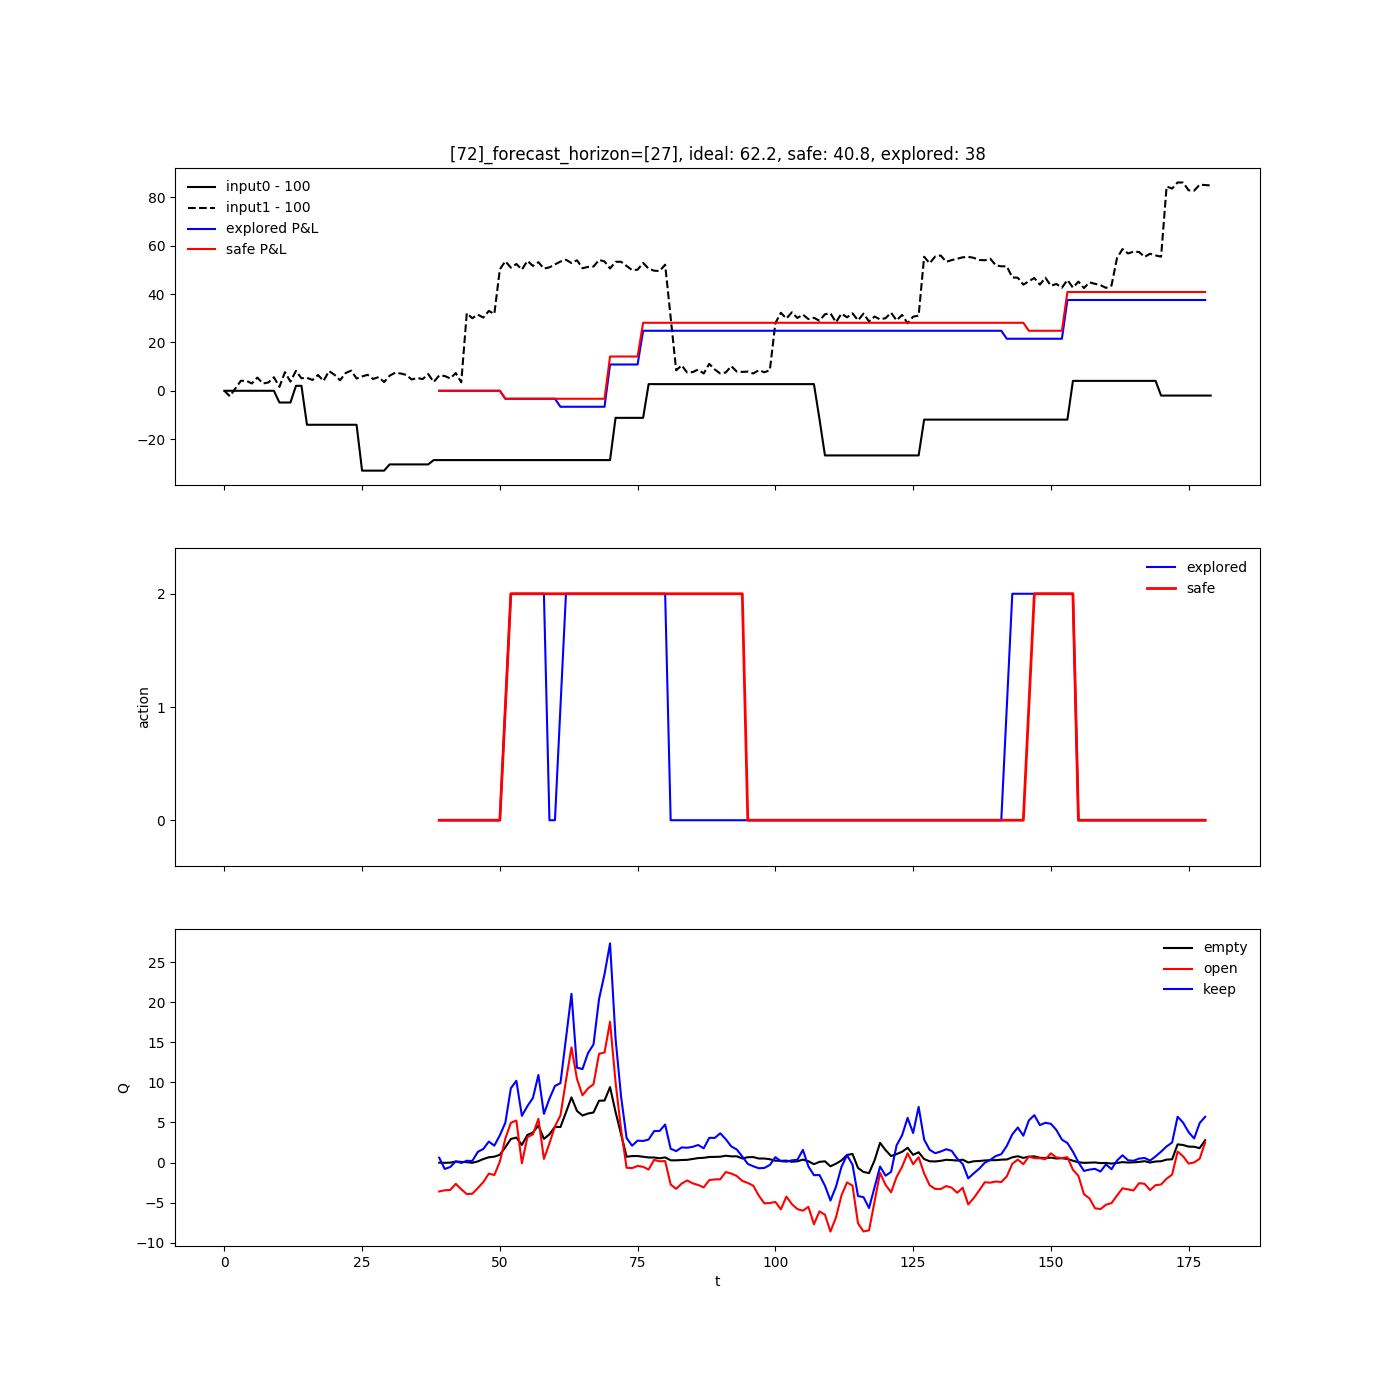 [72]_forecast_horizon=[27], ideal: 62.2, safe: 40.8, explored: 38
input0 - 100
input1 - 100
explored P&L
safe P&L
80
60
40
20
0
−20
explored
safe
2
1
0
action
empty
open
keep
25
20
15
10
5
0
−5
−10
Q
0 25 50 75 100 125 150 175
t